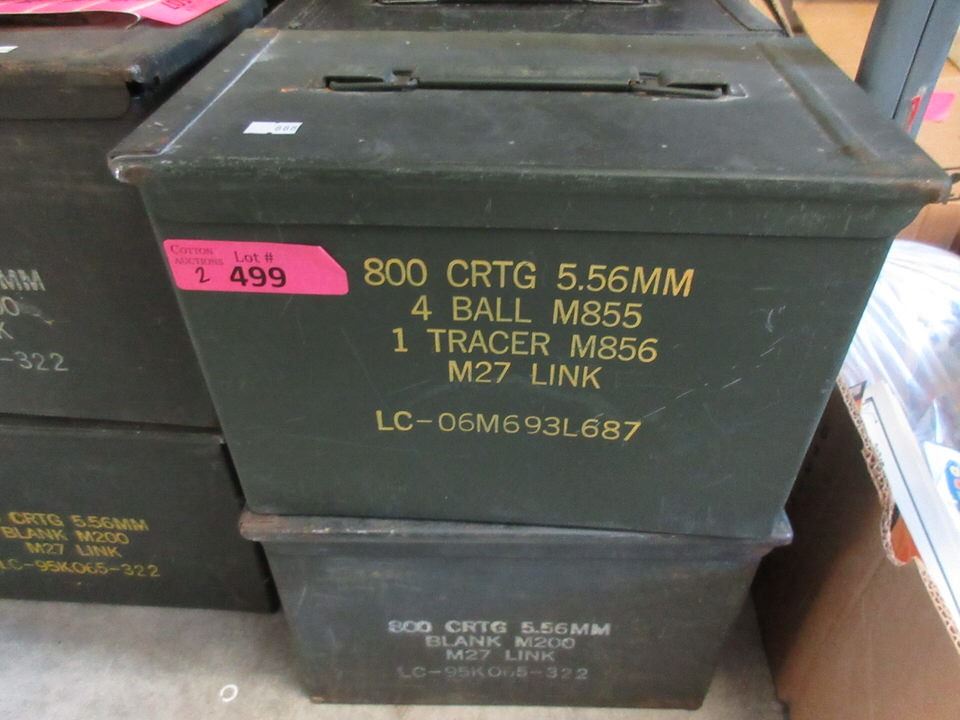 888
COTTON AUCTIONS
Lot #
2 499
800 CRTG 5.56MM
4 BALL M855
1 TRACER M856
M27 LINK
LC-06M693L687
800 CRTG 5.56MM
BLANK M200
M27 LINK
LC-95K065-322
MM
-322
CRTG 5.56MM
BLANK M200
M27 LINK
LC-95K065-322